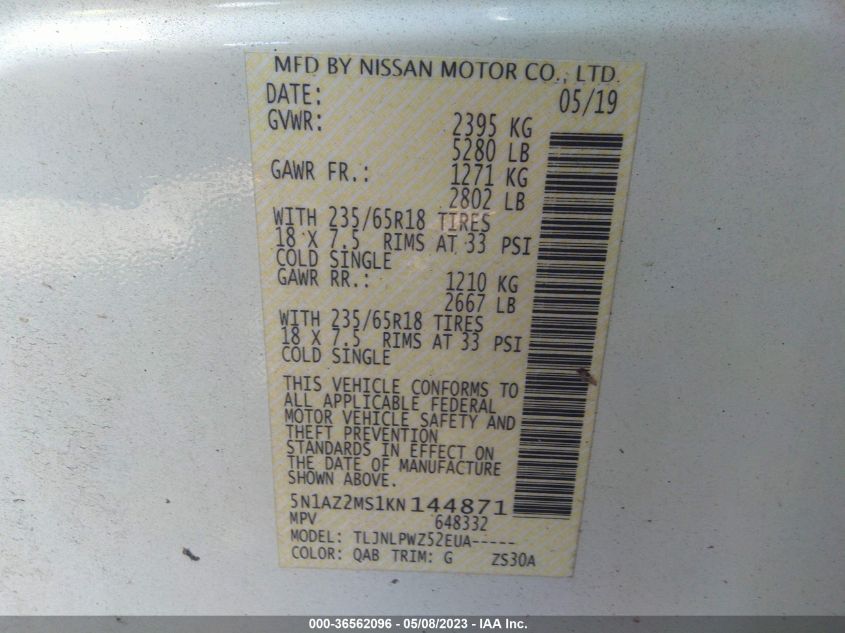 MFD BY NISSAN MOTOR CO., LTD.
DATE: 05/19
GVWR: 2395 KG
5280 LB
GAWR FR.: 1271 KG
2802 LB
WITH 235/65R18 TIRES
18 X 7.5 RIMS AT 33 PSI
COLD SINGLE
GAWR RR.: 1210 KG
2667 LB
WITH 235/65R18 TIRES
18 X 7.5 RIMS AT 33 PSI
COLD SINGLE
THIS VEHICLE CONFORMS TO
ALL APPLICABLE FEDERAL
MOTOR VEHICLE SAFETY AND
THEFT PREVENTION
STANDARDS IN EFFECT ON
THE DATE OF MANUFACTURE
SHOWN ABOVE.
5N1AZ2MS1KN144871
MPV 648332
MODEL: TLJNLPWZ52EUA-----
COLOR: QAB TRIM: G ZS30A
000-36562096 - 05/08/2023 - IAA Inc.